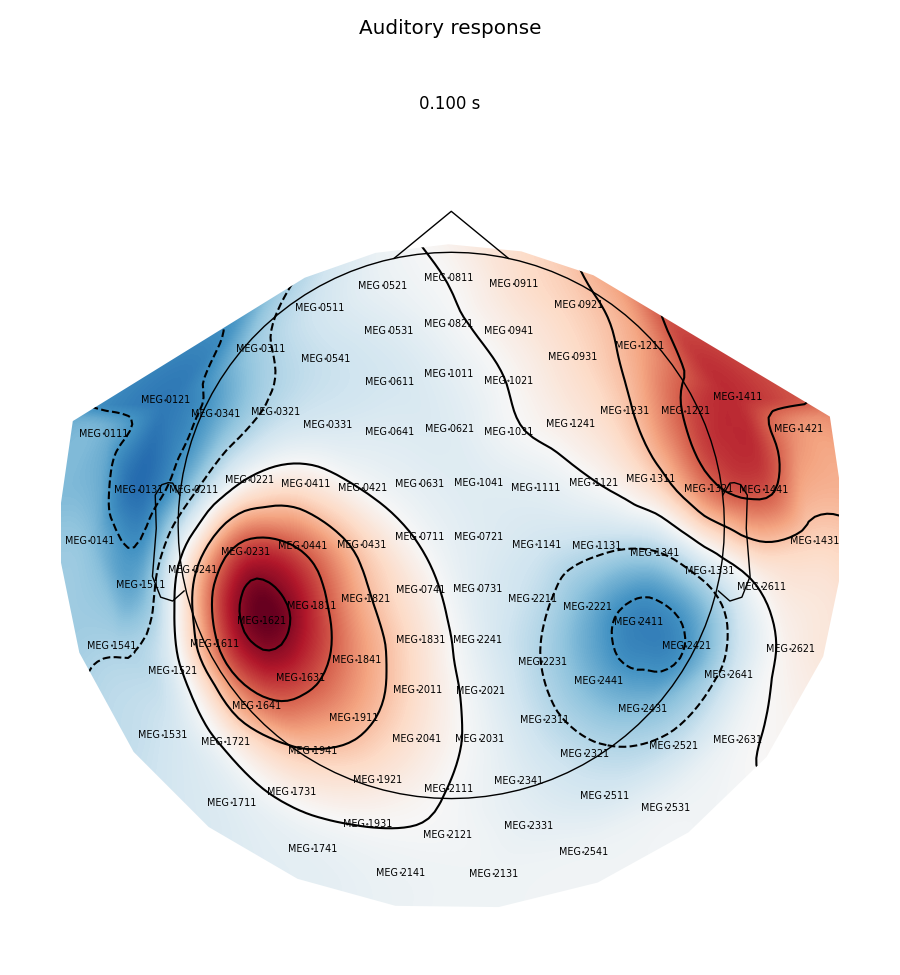 Auditory response
0.100 s
MEG 0811
MEG 0521
MEG 0911
MEG 0511
MEG 0921
MEG 0821
MEG 0531
MEG 0941
MEG 0311
MEG 1211
MEG 0541
MEG 0931
MEG 1011
MEG 0611
MEG 1021
MEG 0121
MEG 1411
MEG 0341
MEG 0321
MEG 1231
MEG 1221
MEG 0331
MEG 1241
MEG 0111
MEG 0641
MEG 0621
MEG 1031
MEG 1421
MEG 0221
MEG 0411
MEG 0421
MEG 0631
MEG 1041
MEG 1111
MEG 1121
MEG 1311
MEG 0131
MEG 0211
MEG 1321
MEG 1441
MEG 0141
MEG 0231
MEG 0441
MEG 0431
MEG 0711
MEG 0721
MEG 1141
MEG 1131
MEG 1341
MEG 1431
MEG 0241
MEG 1331
MEG 1511
MEG 0741
MEG 0731
MEG 2611
MEG 1811
MEG 1821
MEG 2211
MEG 2221
MEG 1621
MEG 2411
MEG 1541
MEG 1611
MEG 1831
MEG 2241
MEG 2421
MEG 2621
MEG 1841
MEG 2231
MEG 1521
MEG 1631
MEG 2441
MEG 2641
MEG 2011
MEG 2021
MEG 1641
MEG 2431
MEG 1911
MEG 2311
MEG 1531
MEG 1721
MEG 2041
MEG 2031
MEG 2521
MEG 2631
MEG 1941
MEG 2321
MEG 1921
MEG 2341
MEG 1731
MEG 2111
MEG 2511
MEG 1711
MEG 2531
MEG 1931
MEG 2331
MEG 2121
MEG 1741
MEG 2541
MEG 2141
MEG 2131